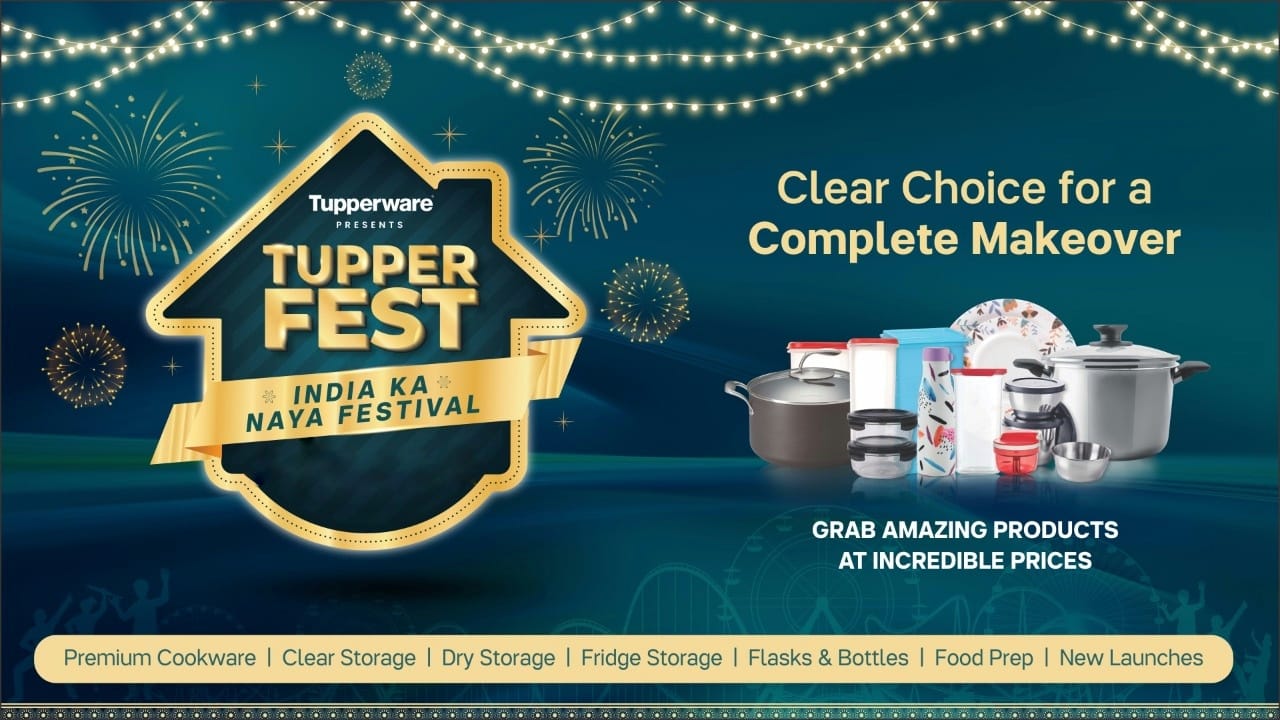 Tupperware
PRESENTS
TUPPER
FEST
INDIA KA
NAYA FESTIVAL
Clear Choice for a
Complete Makeover
GRAB AMAZING PRODUCTS
AT INCREDIBLE PRICES
Premium Cookware | Clear Storage | Dry Storage | Fridge Storage | Flasks & Bottles | Food Prep | New Launches